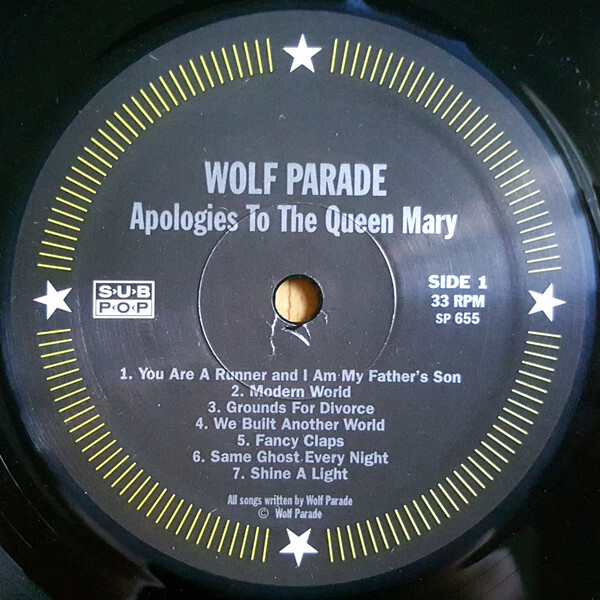 WOLF PARADE
Apologies To The Queen Mary
S·U·B
P·O·P
SIDE 1
33 RPM
SP 655
1. You Are A Runner and I Am My Father's Son
2. Modern World
3. Grounds For Divorce
4. We Built Another World
5. Fancy Claps
6. Same Ghost Every Night
7. Shine A Light
All songs written by Wolf Parade
© Wolf Parade